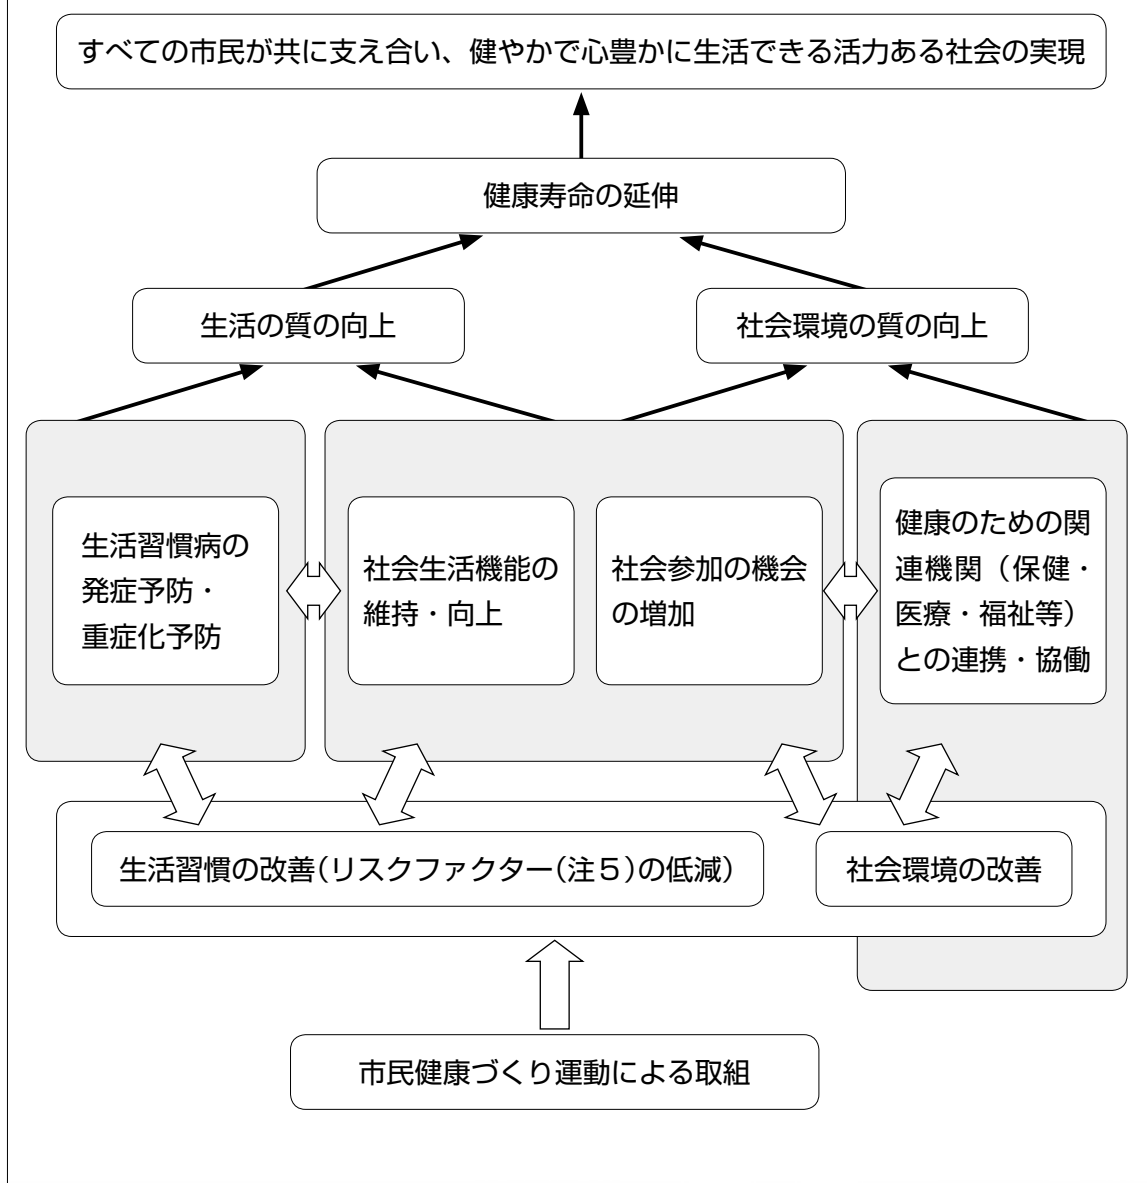 すべての市民が共に支え合い、健やかで心豊かに生活できる活力ある社会の実現
健康寿命の延伸
生活の質の向上
社会環境の質の向上
生活習慣病の
発症予防・
重症化予防
社会生活機能の
維持・向上
社会参加の機会
の増加
健康のための関
連機関（保健・
医療・福祉等）
との連携・協働
生活習慣の改善(リスクファクター(注５)の低減)
社会環境の改善
市民健康づくり運動による取組